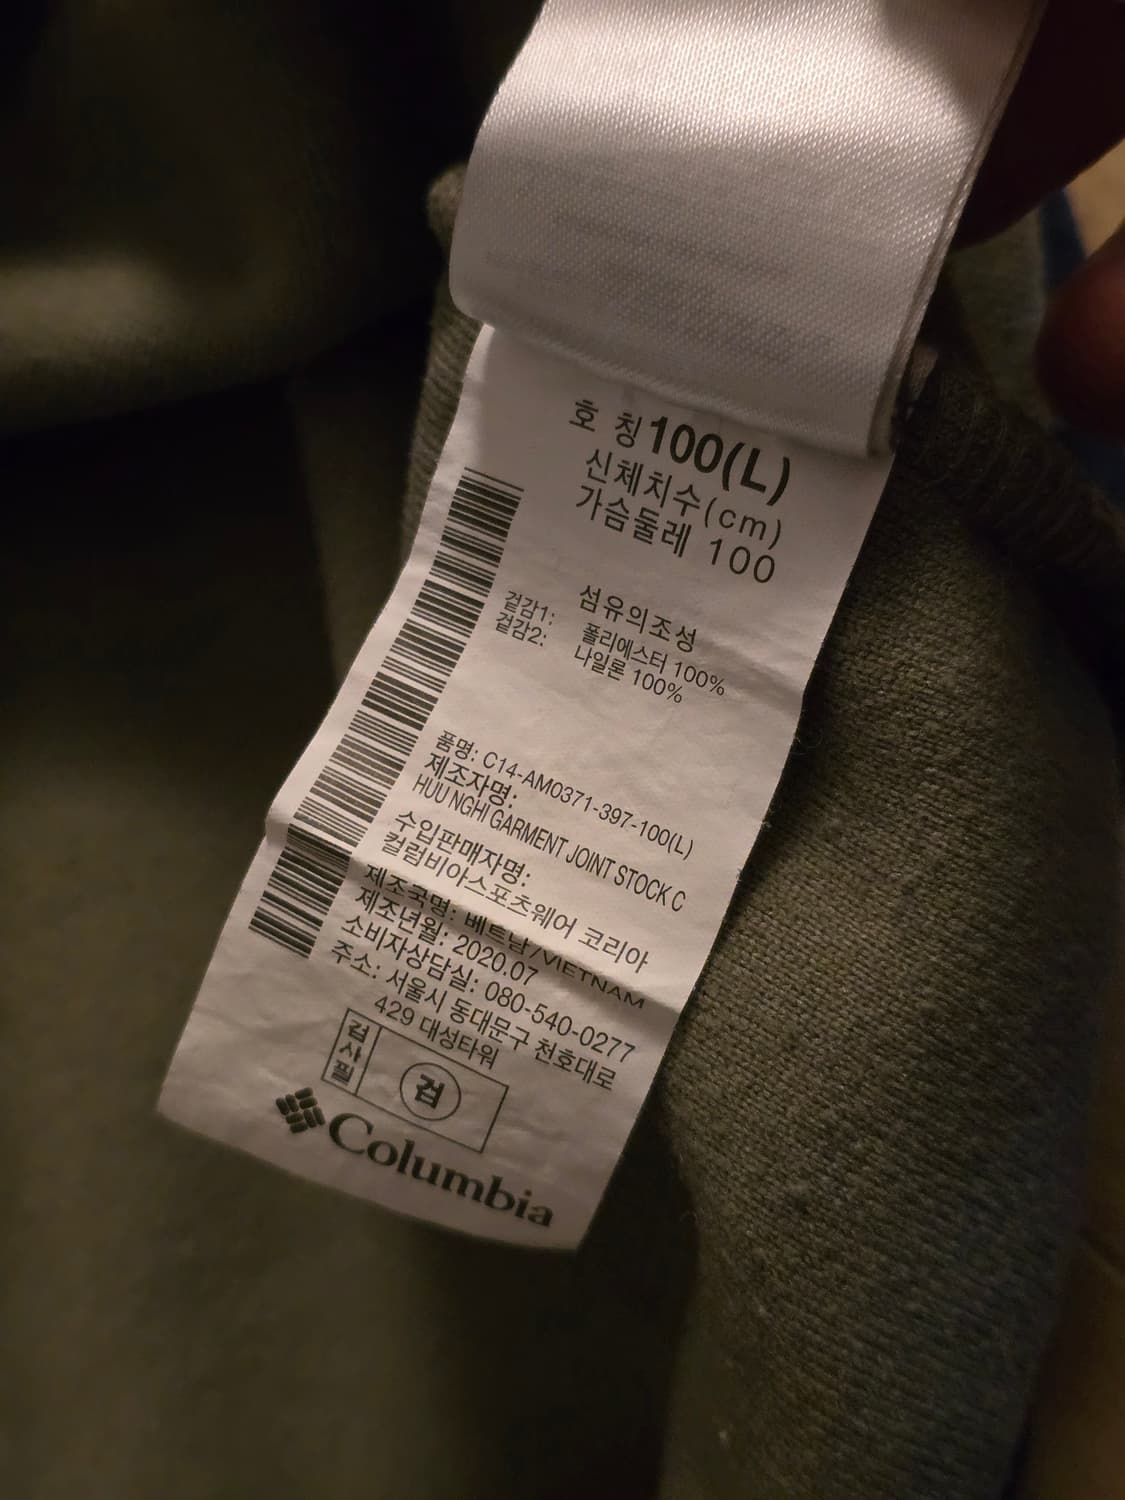 호 칭 100(L)
신체치수(cm)
가슴둘레 100
섬유의조성
겉감1: 폴리에스터 100%
겉감2: 나일론 100%
품명: C14-AM0371-397-100(L)
제조자명:
HUU NGHI GARMENT JOINT STOCK C
수입판매자명:
컬럼비아스포츠웨어 코리아
제조국명: 베트남/VIETNAM
제조년월: 2020.07
소비자상담실: 080-540-0277
주소: 서울시 동대문구 천호대로
429 대성타워
검사필 검
Columbia